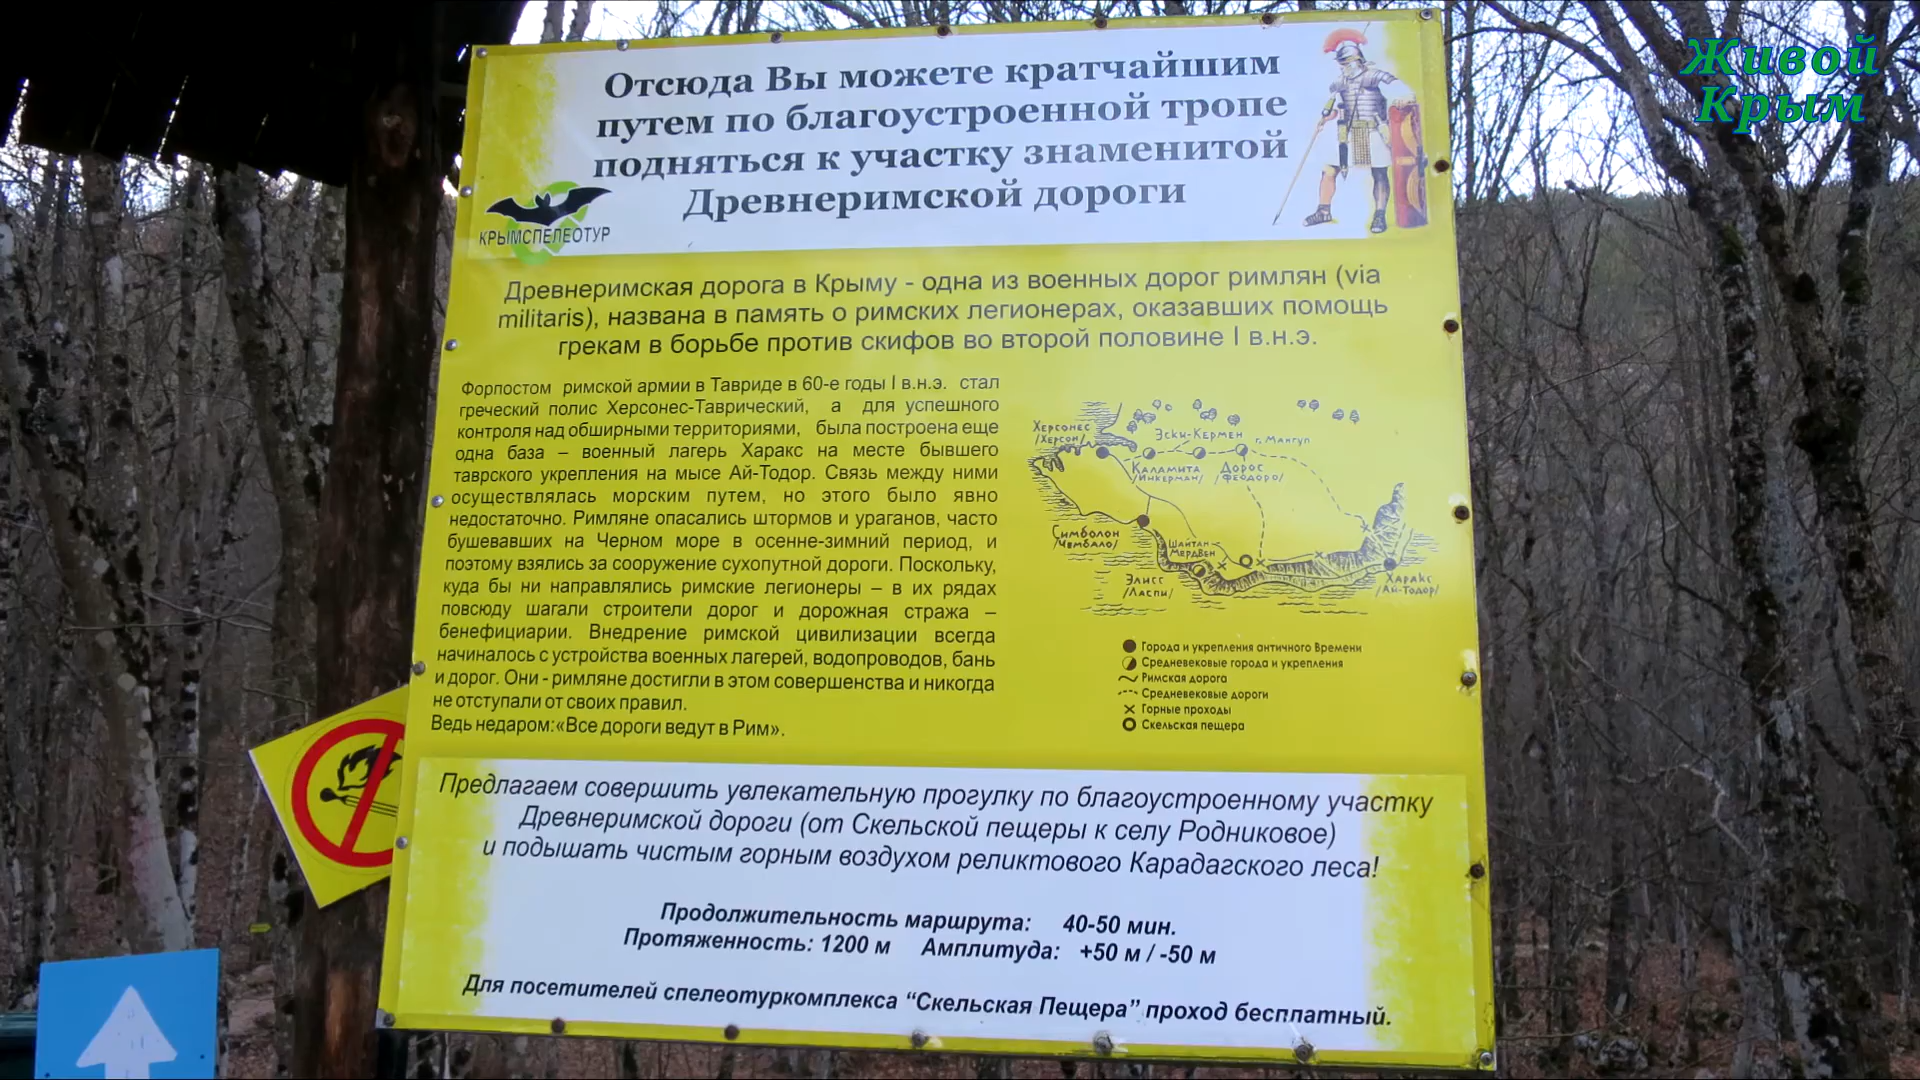 Живой
Крым
Отсюда Вы можете кратчайшим
путем по благоустроенной тропе
подняться к участку знаменитой
Древнеримской дороги
КРЫМСПЕЛЕОТУР
Древнеримская дорога в Крыму - одна из военных дорог римлян (via
militaris), названа в память о римских легионерах, оказавших помощь
грекам в борьбе против скифов во второй половине I в.н.э.
Форпостом римской армии в Тавриде в 60-е годы I в.н.э. стал
греческий полис Херсонес-Таврический, а для успешного
контроля над обширными территориями, была построена еще
одна база – военный лагерь Харакс на месте бывшего
таврского укрепления на мысе Ай-Тодор. Связь между ними
осуществлялась морским путем, но этого было явно
недостаточно. Римляне опасались штормов и ураганов, часто
бушевавших на Черном море в осенне-зимний период, и
поэтому взялись за сооружение сухопутной дороги. Поскольку,
куда бы ни направлялись римские легионеры – в их рядах
повсюду шагали строители дорог и дорожная стража –
бенефициарии. Внедрение римской цивилизации всегда
начиналось с устройства военных лагерей, водопроводов, бань
и дорог. Они - римляне достигли в этом совершенства и никогда
не отступали от своих правил.
Ведь недаром:«Все дороги ведут в Рим».
Херсонес
/Херсон/
Эски-Кермен
г. Мангуп
Каламита
/Инкерман/
Дорос
/Феодоро/
Симболон
/Чембало/
Шайтан
Мердвен
Элисс
/Ласпи/
Харакс
/Ай-Тодор/
Города и укрепления античного Времени
Средневековые города и укрепления
Римская дорога
Средневековые дороги
Горные проходы
Скельская пещера
Предлагаем совершить увлекательную прогулку по благоустроенному участку
Древнеримской дороги (от Скельской пещеры к селу Родниковое)
и подышать чистым горным воздухом реликтового Карадагского леса!
Продолжительность маршрута: 40-50 мин.
Протяженность: 1200 м Амплитуда: +50 м / -50 м
Для посетителей спелеотуркомплекса “Скельская Пещера” проход бесплатный.